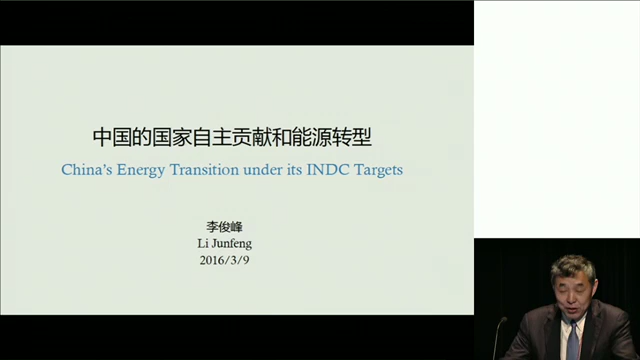 中国的国家自主贡献和能源转型
China's Energy Transition under its INDC Targets
李俊峰
Li Junfeng
2016/3/9